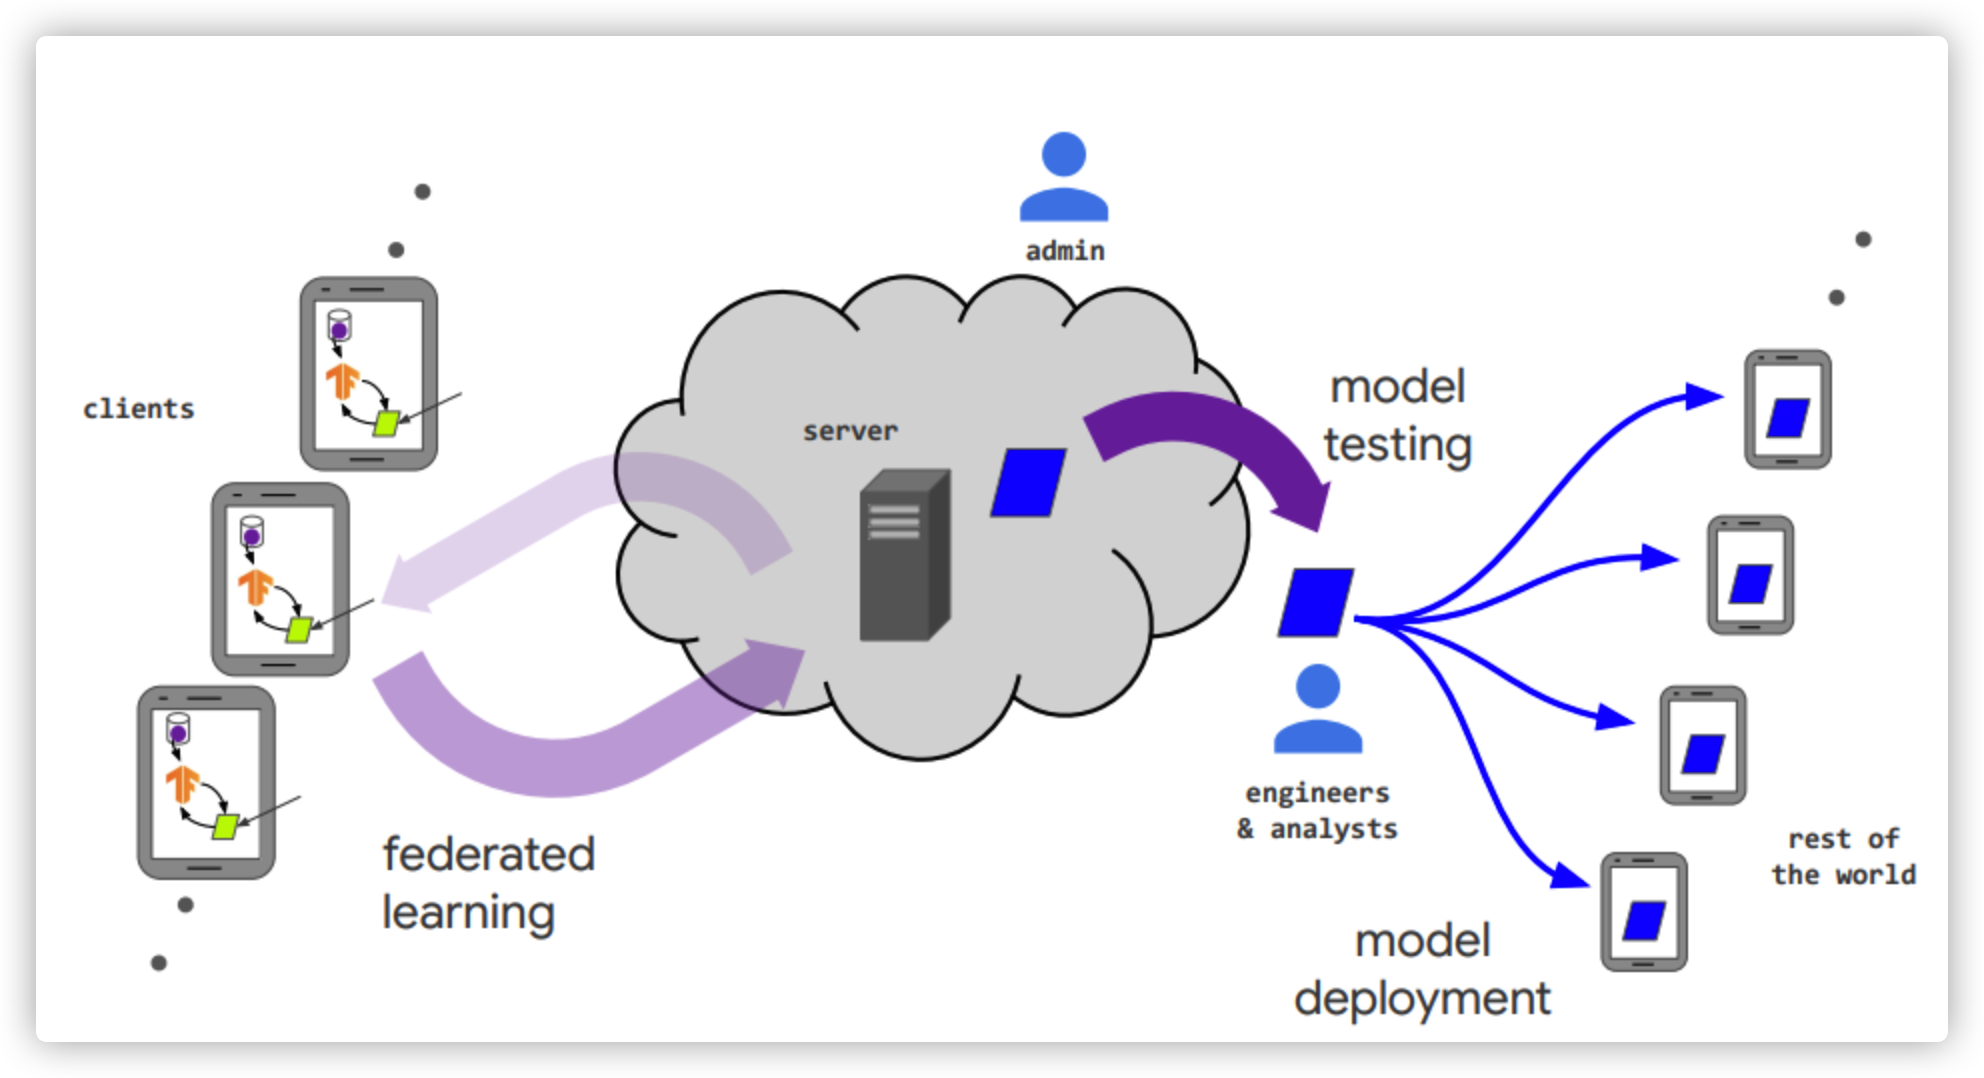 admin
clients
server
model
testing
federated
learning
engineers
& analysts
rest of
the world
model
deployment